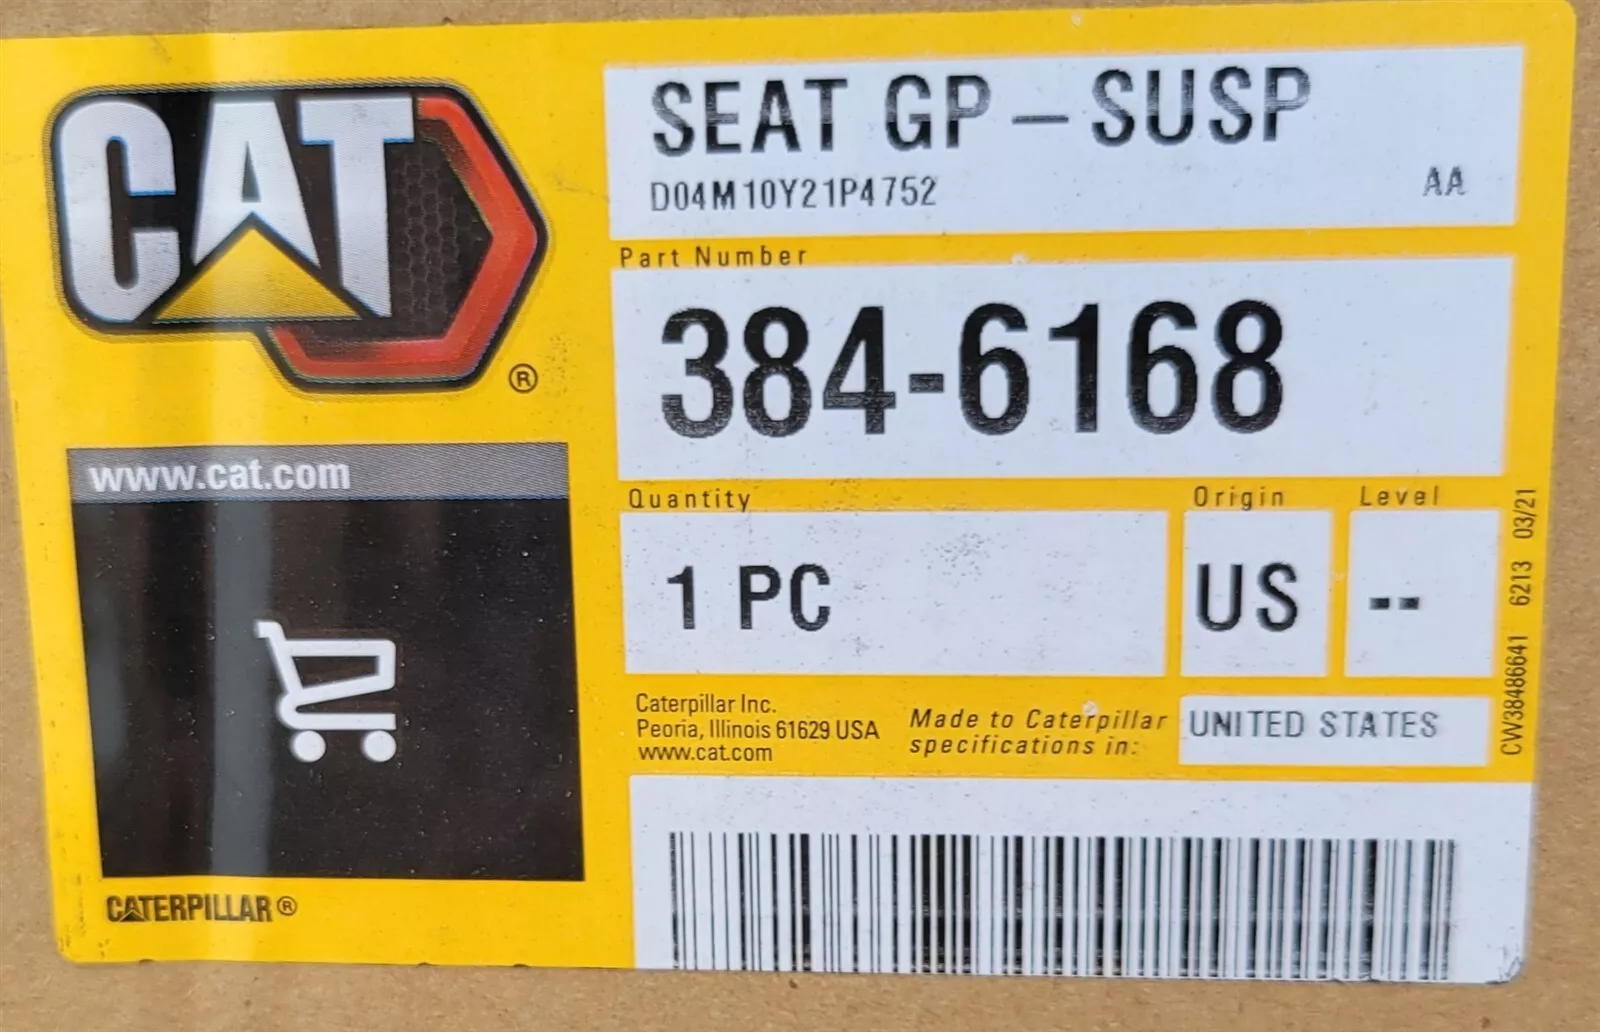 CAT
®
www.cat.com
CATERPILLAR®
SEAT GP – SUSP
D04M10Y21P4752 AA
Part Number
384-6168
Quantity Origin Level
1 PC US --
Caterpillar Inc.
Peoria, Illinois 61629 USA
www.cat.com
Made to Caterpillar
specifications in:
UNITED STATES
CW38486641 6213 03/21